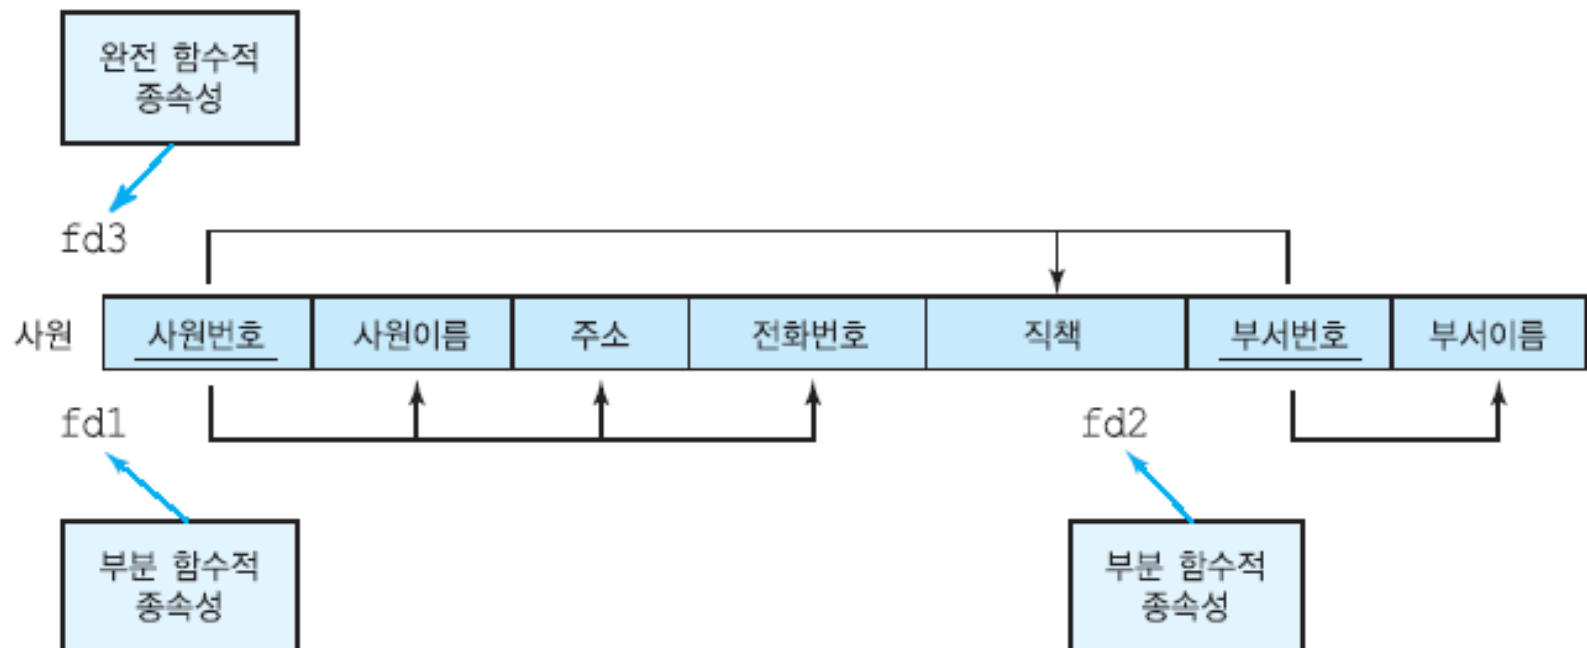 완전 함수적
종속성
fd3
사원
사원번호
사원이름
주소
전화번호
직책
부서번호
부서이름
fd1
fd2
부분 함수적
종속성
부분 함수적
종속성